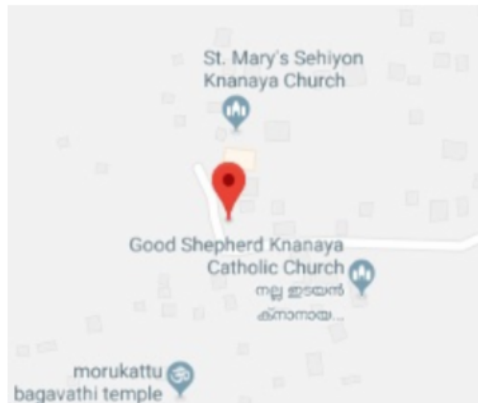 St. Mary's Sehiyon
Knanaya Church
Good Shepherd Knanaya
Catholic Church
നല്ല ഇടയൻ
ക്നാനായ...
morukattu
bagavathi temple